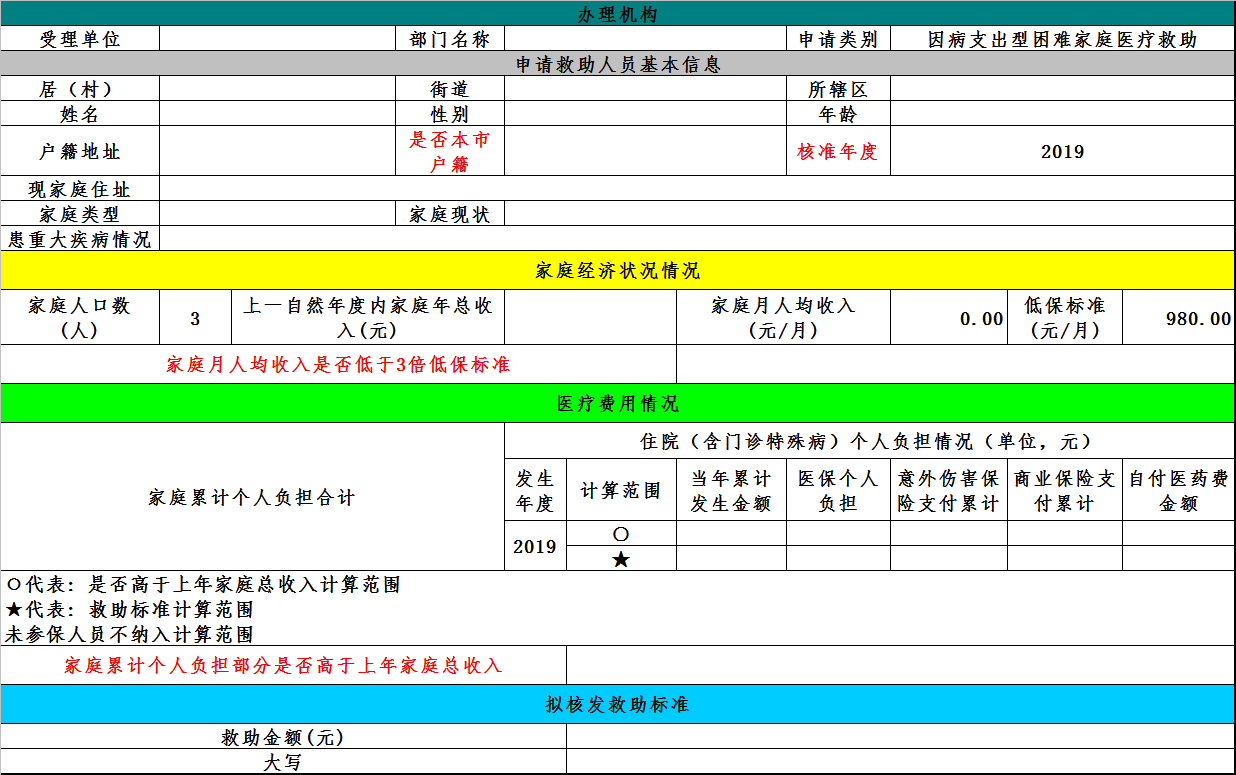 办理机构
受理单位 部门名称 申请类别 因病支出型困难家庭医疗救助
申请救助人员基本信息
居（村） 街道 所辖区
姓名 性别 年龄
户籍地址 是否本市户籍 核准年度 2019
现家庭住址
家庭类型 家庭现状
患重大疾病情况
家庭经济状况情况
家庭人口数(人) 3 上一自然年度内家庭年总收入(元) 家庭月人均收入(元/月) 0.00 低保标准(元/月) 980.00
家庭月人均收入是否低于3倍低保标准
医疗费用情况
家庭累计个人负担合计 住院（含门诊特殊病）个人负担情况（单位，元）
发生年度 计算范围 当年累计发生金额 医保个人负担 意外伤害保险支付累计 商业保险支付累计 自付医药费金额
2019 〇
★
〇代表: 是否高于上年家庭总收入计算范围
★代表: 救助标准计算范围
未参保人员不纳入计算范围
家庭累计个人负担部分是否高于上年家庭总收入
拟核发救助标准
救助金额(元)
大写